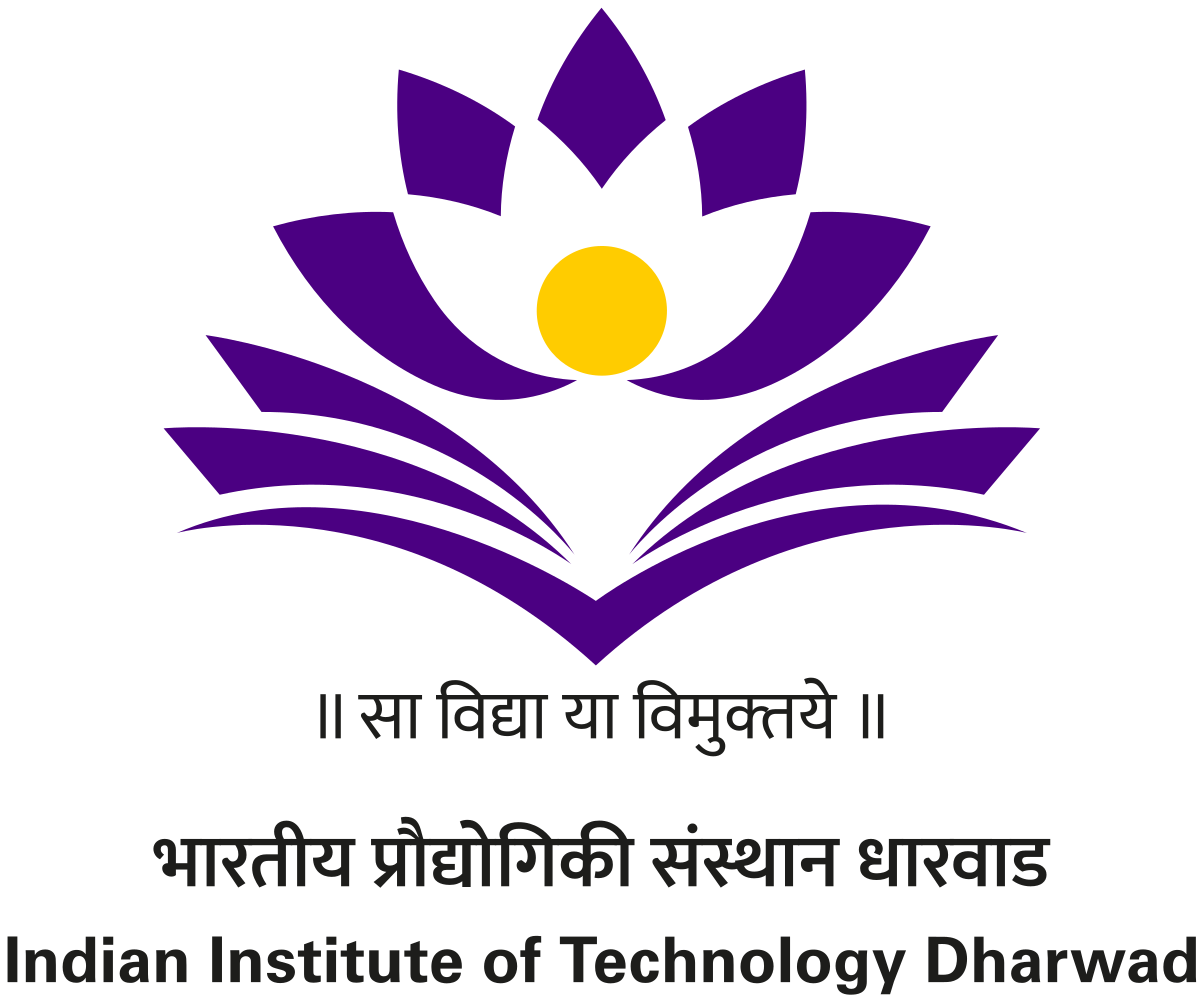 ॥ सा विद्या या विमुक्तये ॥
भारतीय प्रौद्योगिकी संस्थान धारवाड
Indian Institute of Technology Dharwad